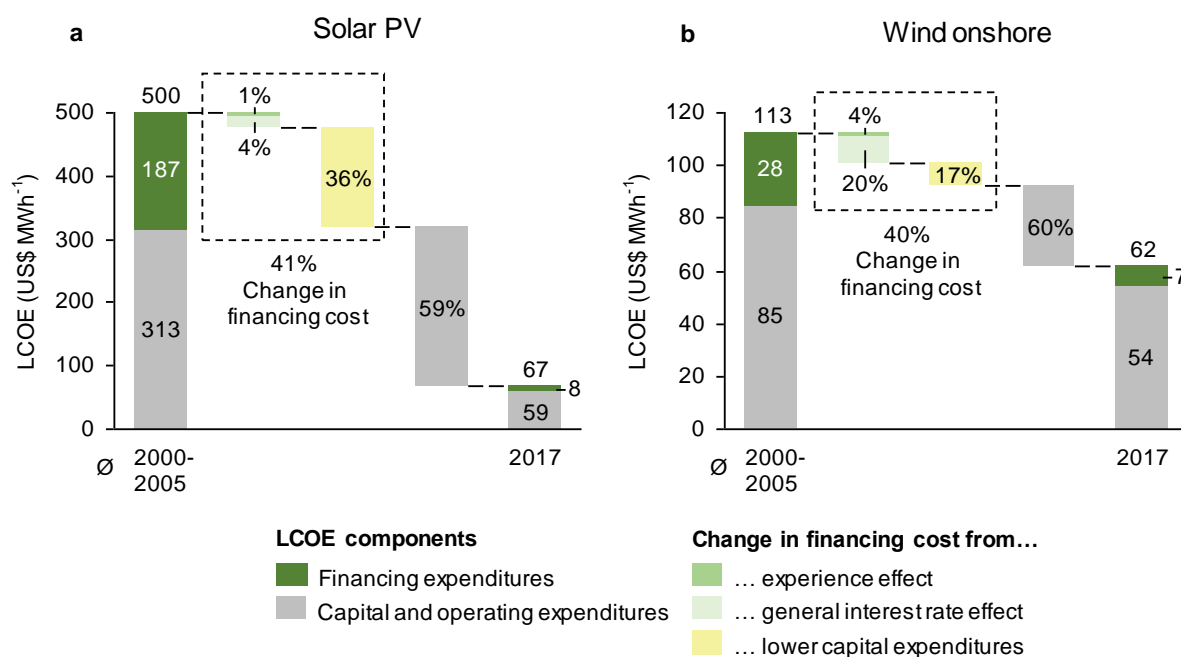 a
Solar PV
LCOE (US$ MWh-1)
500
400
300
200
100
0
500
187
313
1%
4%
36%
41%
Change in
financing cost
59%
67
8
59
Ø
2000-
2005
2017
b
Wind onshore
LCOE (US$ MWh-1)
120
100
80
60
40
20
0
113
28
85
4%
20%
17%
40%
Change in
financing cost
60%
62
7
54
Ø
2000-
2005
2017
LCOE components
Financing expenditures
Capital and operating expenditures
Change in financing cost from…
… experience effect
… general interest rate effect
… lower capital expenditures